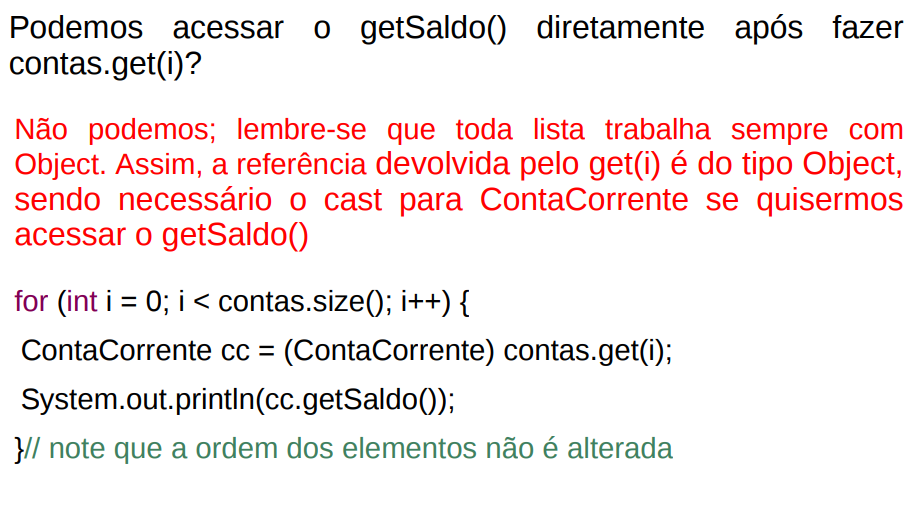 Podemos acessar o getSaldo() diretamente após fazer
contas.get(i)?
Não podemos; lembre-se que toda lista trabalha sempre com
Object. Assim, a referência devolvida pelo get(i) é do tipo Object,
sendo necessário o cast para ContaCorrente se quisermos
acessar o getSaldo()
for (int i = 0; i < contas.size(); i++) {
ContaCorrente cc = (ContaCorrente) contas.get(i);
System.out.println(cc.getSaldo());
}// note que a ordem dos elementos não é alterada